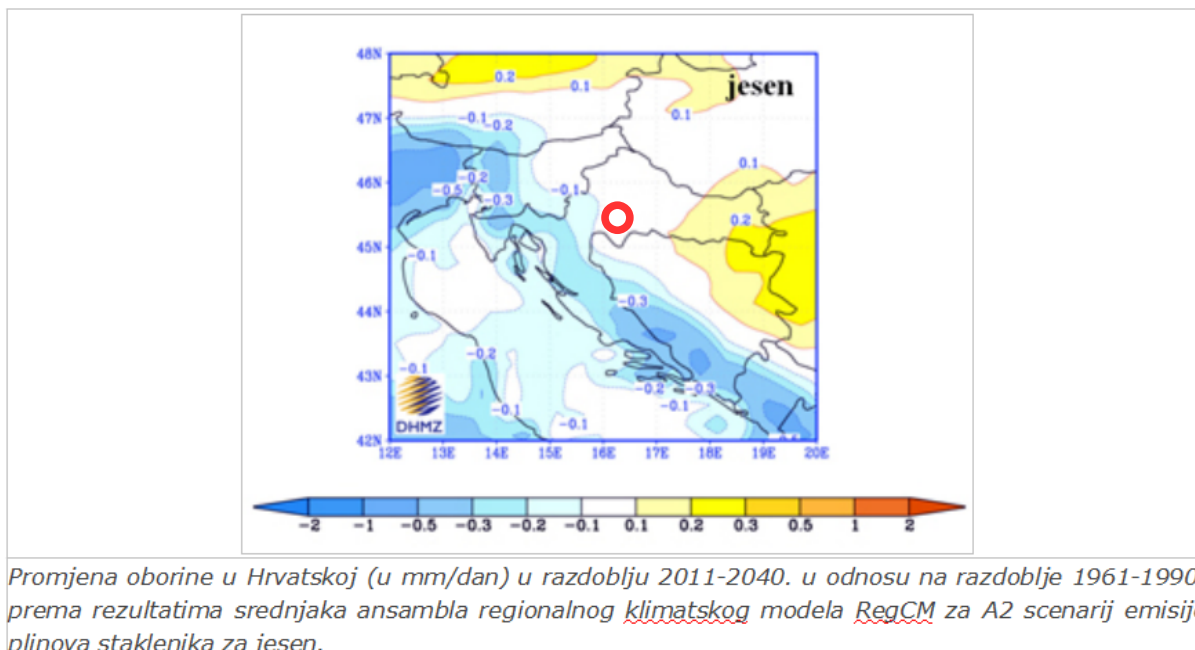 48N
0.2
0.1
jesen
47N
-0.1
-0.2
0.1
0.1
46N
-0.2
-0.5
-0.1
-0.3
0.2
45N
-0.1
-0.3
44N
-0.2
-0.1
43N
-0.2
-0.3
-0.1
-0.1
-0.1
DHMZ
42N
12E 13E 14E 15E 16E 17E 18E 19E 20E
-2 -1 -0.5 -0.3 -0.2 -0.1 0.1 0.2 0.3 0.5 1 2
Promjena oborine u Hrvatskoj (u mm/dan) u razdoblju 2011-2040. u odnosu na razdoblje 1961-1990
prema rezultatima srednjaka ansambla regionalnog klimatskog modela RegCM za A2 scenarij emisij
plinova staklenika za jesen.